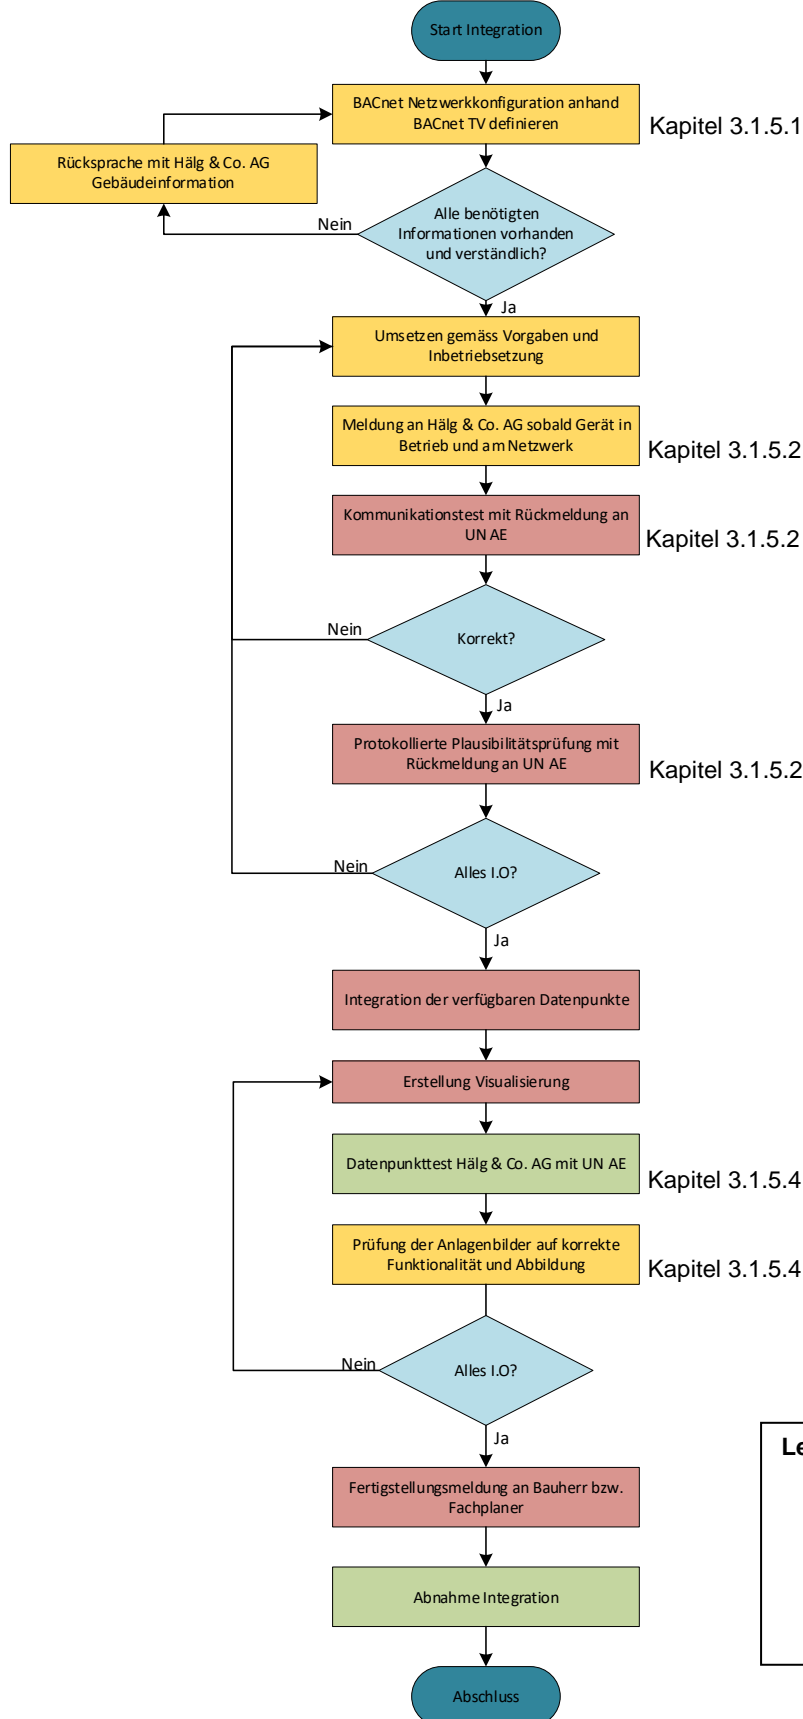 Start Integration
BACnet Netzwerkkonfiguration anhand
BACnet TV definieren
Kapitel 3.1.5.1
Rücksprache mit Hälg & Co. AG
Gebäudeinformation
Nein
Alle benötigten
Informationen vorhanden
und verständlich?
Ja
Umsetzen gemäss Vorgaben und
Inbetriebsetzung
Meldung an Hälg & Co. AG sobald Gerät in
Betrieb und am Netzwerk
Kapitel 3.1.5.2
Kommunikationstest mit Rückmeldung an
UN AE
Kapitel 3.1.5.2
Nein
Korrekt?
Ja
Protokollierte Plausibilitätsprüfung mit
Rückmeldung an UN AE
Kapitel 3.1.5.2
Nein
Alles I.O?
Ja
Integration der verfügbaren Datenpunkte
Erstellung Visualisierung
Datenpunkttest Hälg & Co. AG mit UN AE
Kapitel 3.1.5.4
Prüfung der Anlagenbilder auf korrekte
Funktionalität und Abbildung
Kapitel 3.1.5.4
Nein
Alles I.O?
Ja
Fertigstellungsmeldung an Bauherr bzw.
Fachplaner
Abnahme Integration
Abschluss